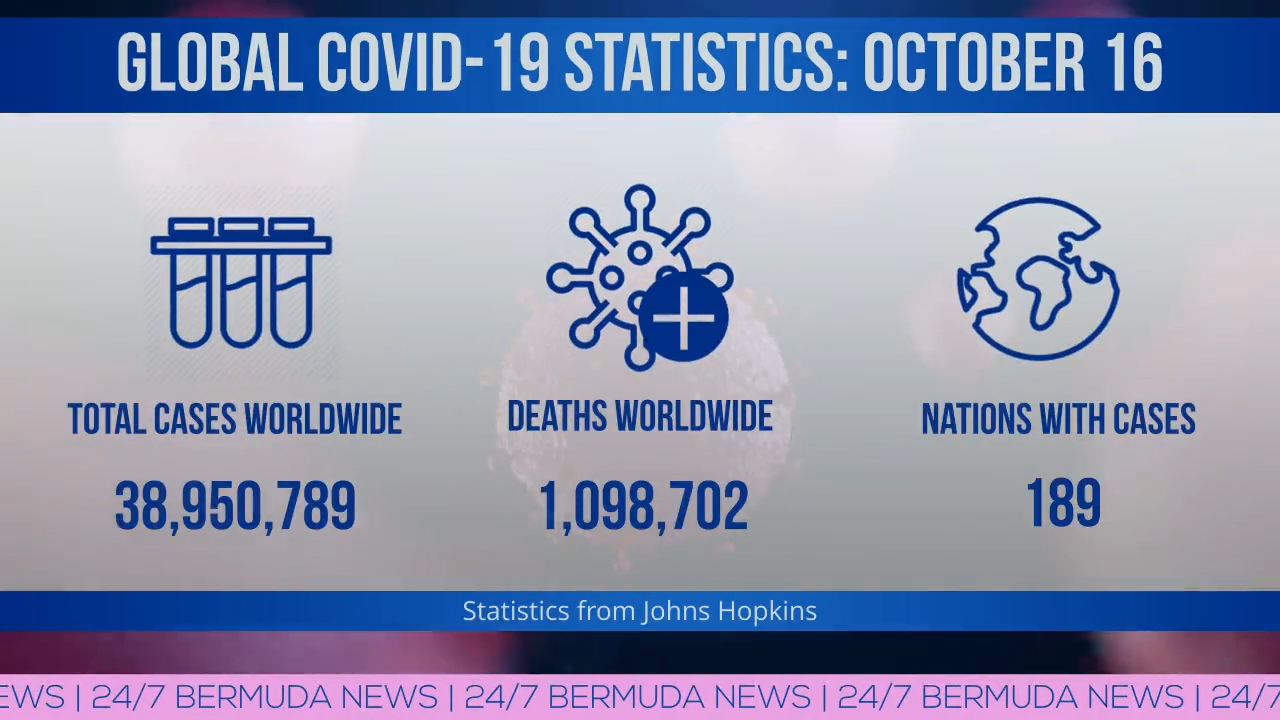 GLOBAL COVID-19 STATISTICS: OCTOBER 16
TOTAL CASES WORLDWIDE
38,950,789
DEATHS WORLDWIDE
1,098,702
NATIONS WITH CASES
189
Statistics from Johns Hopkins
EWS | 24/7 BERMUDA NEWS | 24/7 BERMUDA NEWS | 24/7 BERMUDA NEWS | 24/7